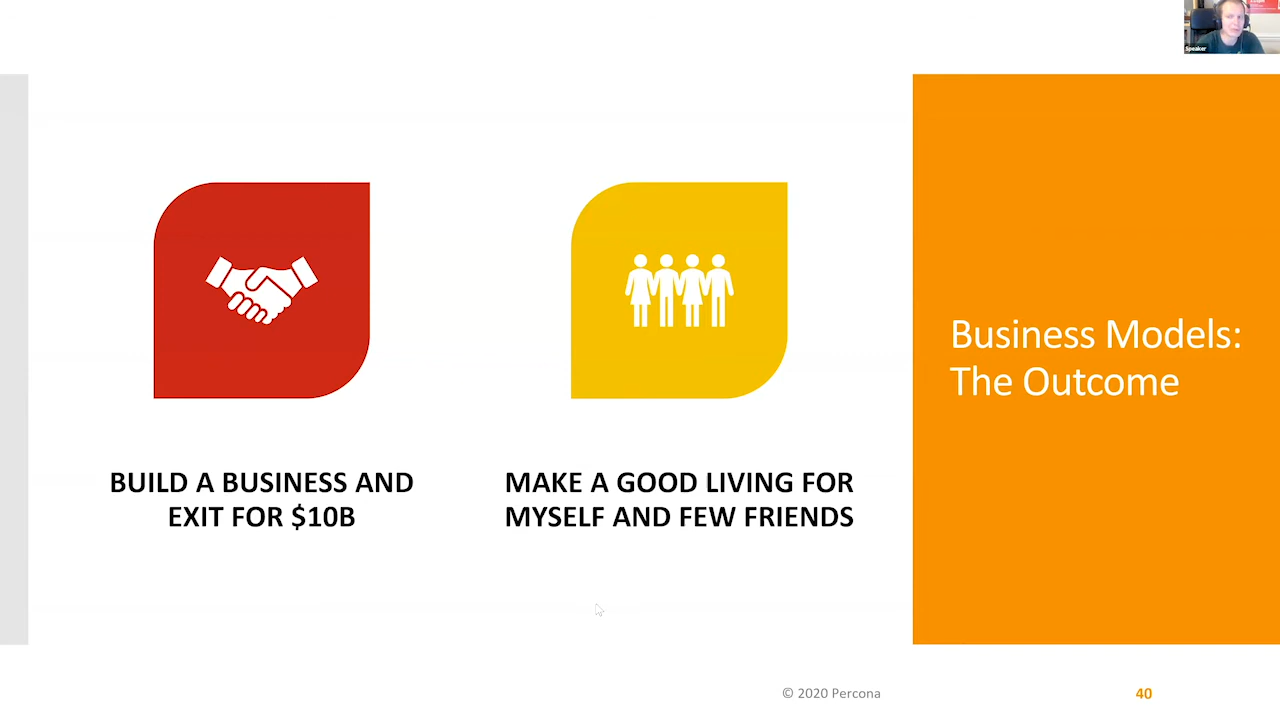 Speaker
BUILD A BUSINESS AND
EXIT FOR $10B
MAKE A GOOD LIVING FOR
MYSELF AND FEW FRIENDS
Business Models:
The Outcome
© 2020 Percona
40